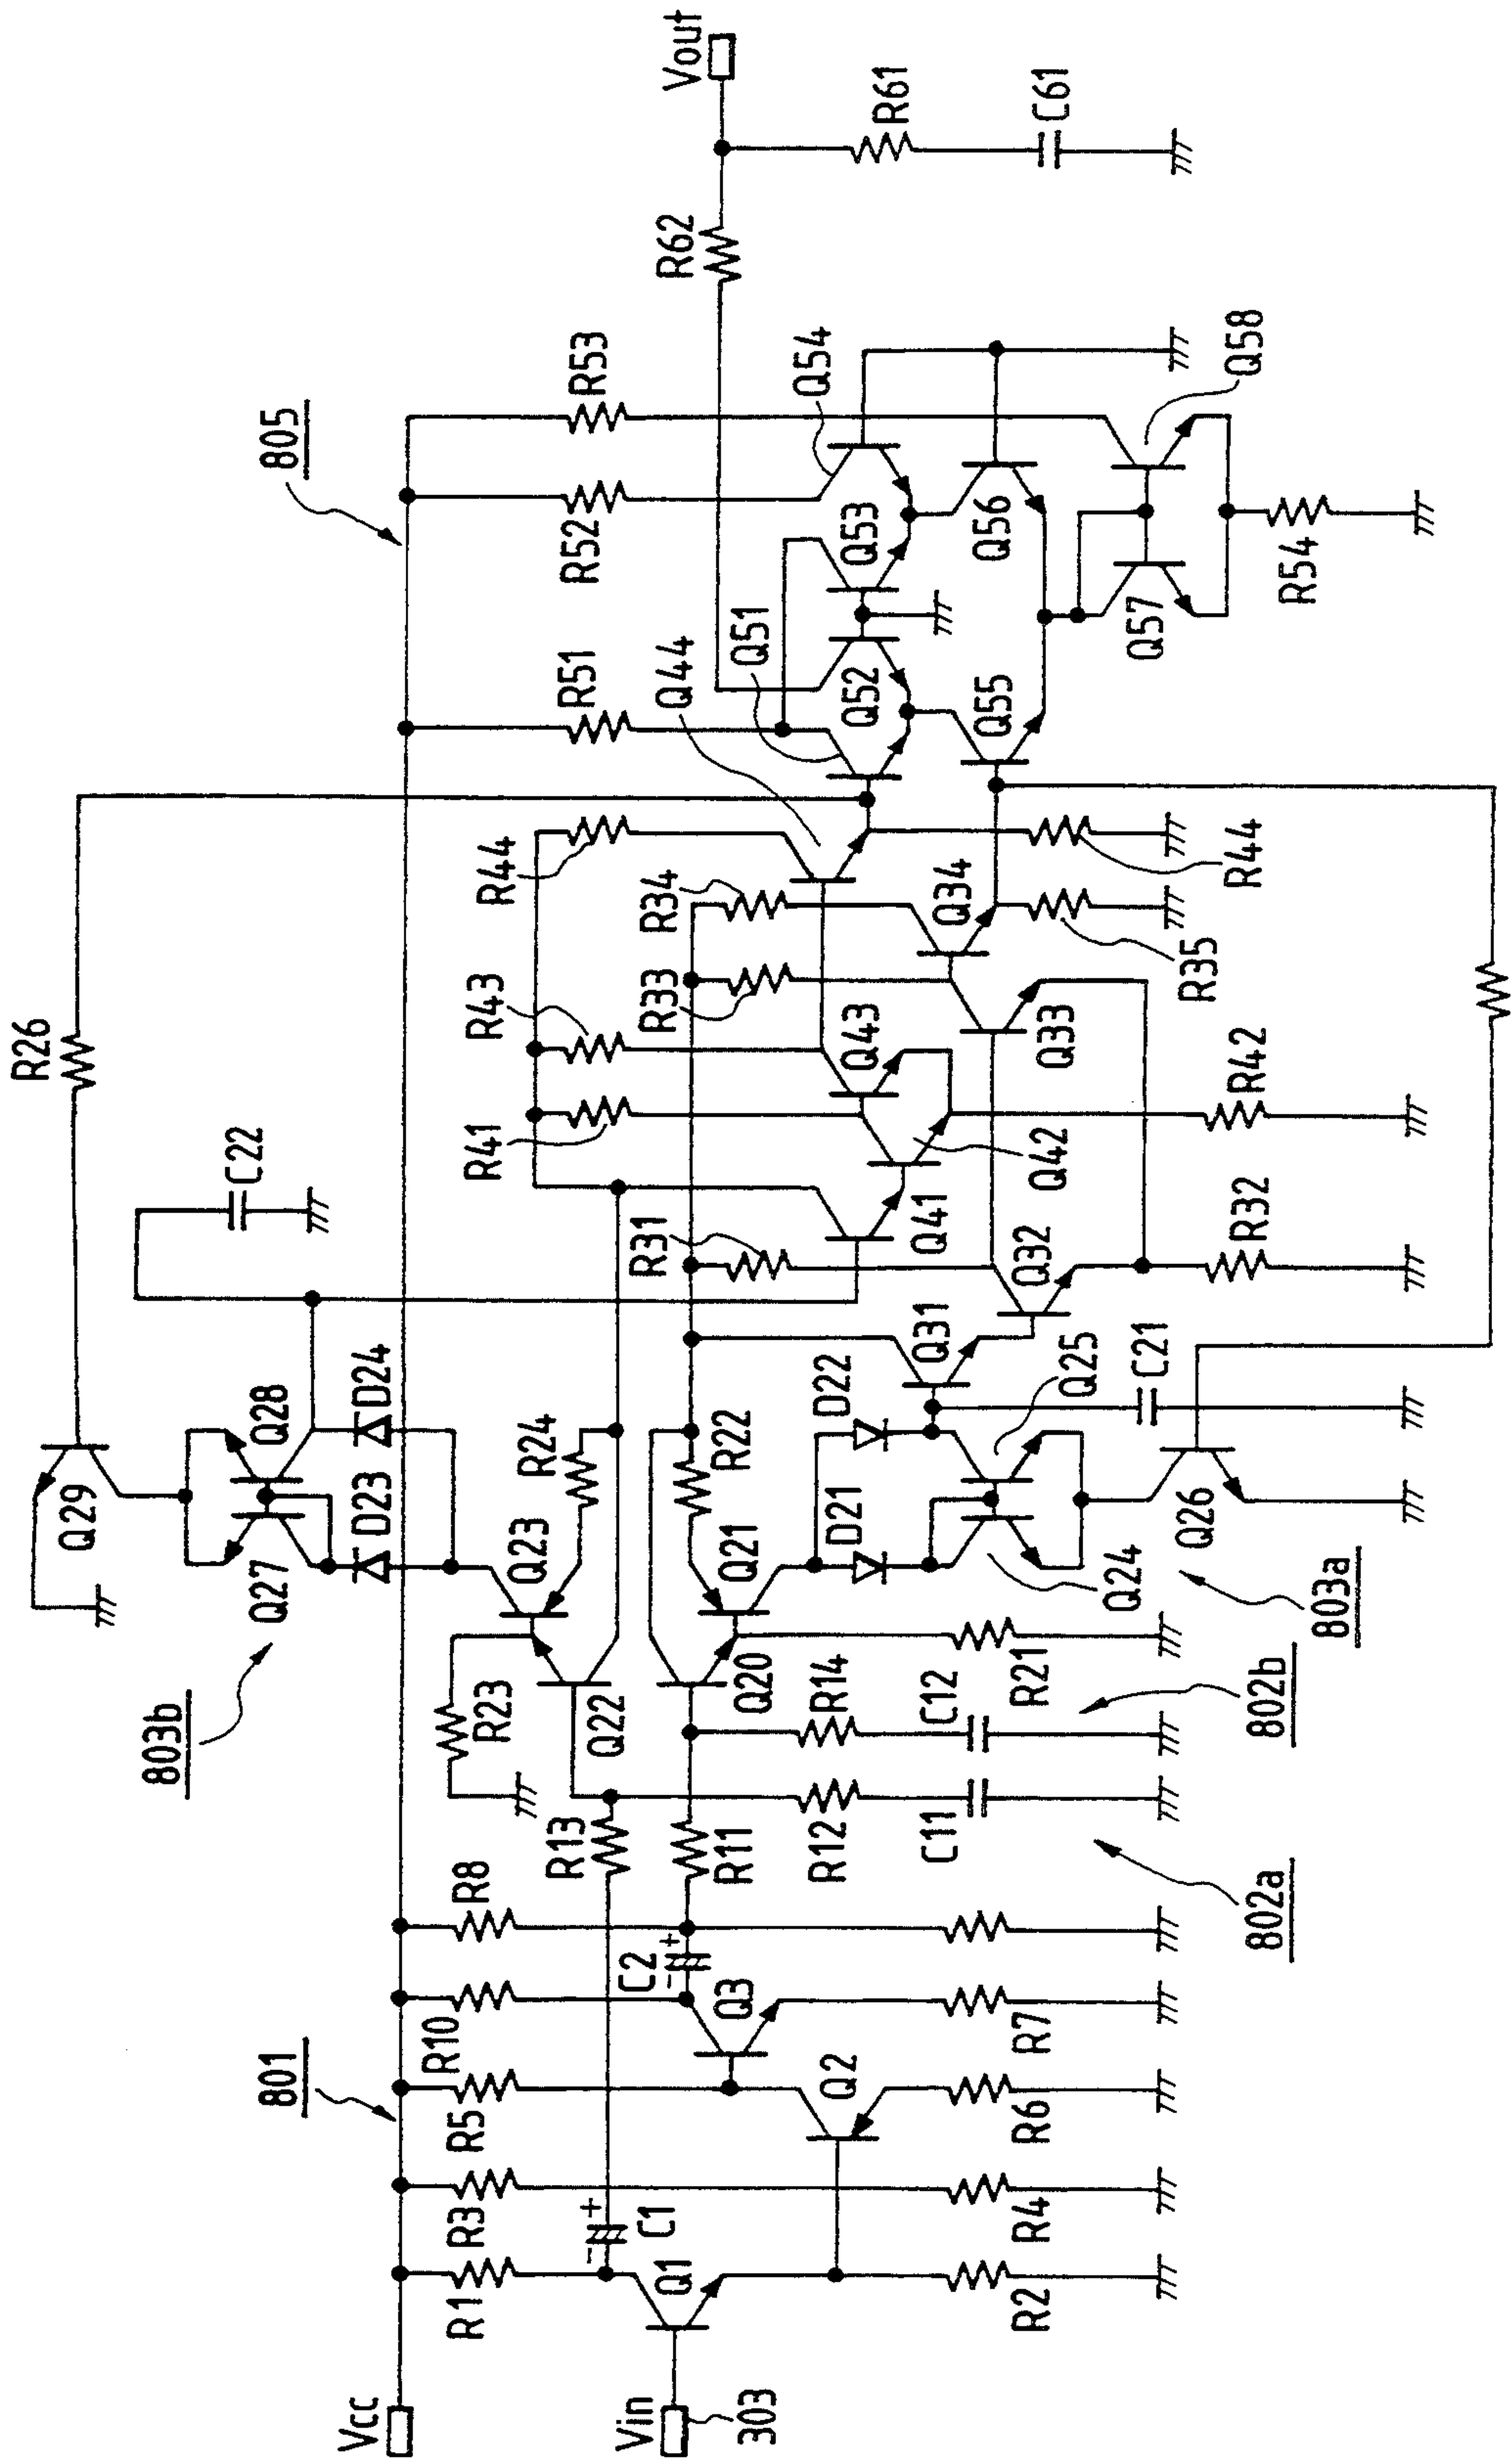 Vcc
Vin
303
801
R1
R3
R5
R10
R8
C1
C2
Q1
Q2
Q3
R2
R4
R6
R7
R13
R11
R12
R14
C11
C12
802a
802b
803b
803a
R23
Q22
Q20
R21
Q23
Q21
R24
R22
Q29
Q27
Q28
D23
D24
D21
D22
Q24
Q25
Q26
C21
C22
R26
Q31
Q32
R31
R32
Q41
Q42
R41
R42
R43
Q43
Q33
R33
R34
Q34
R35
R44
R44
Q44
Q51
R51
Q52
Q55
Q53
R52
R53
Q54
Q56
Q57
Q58
R54
805
R62
R61
C61
Vout